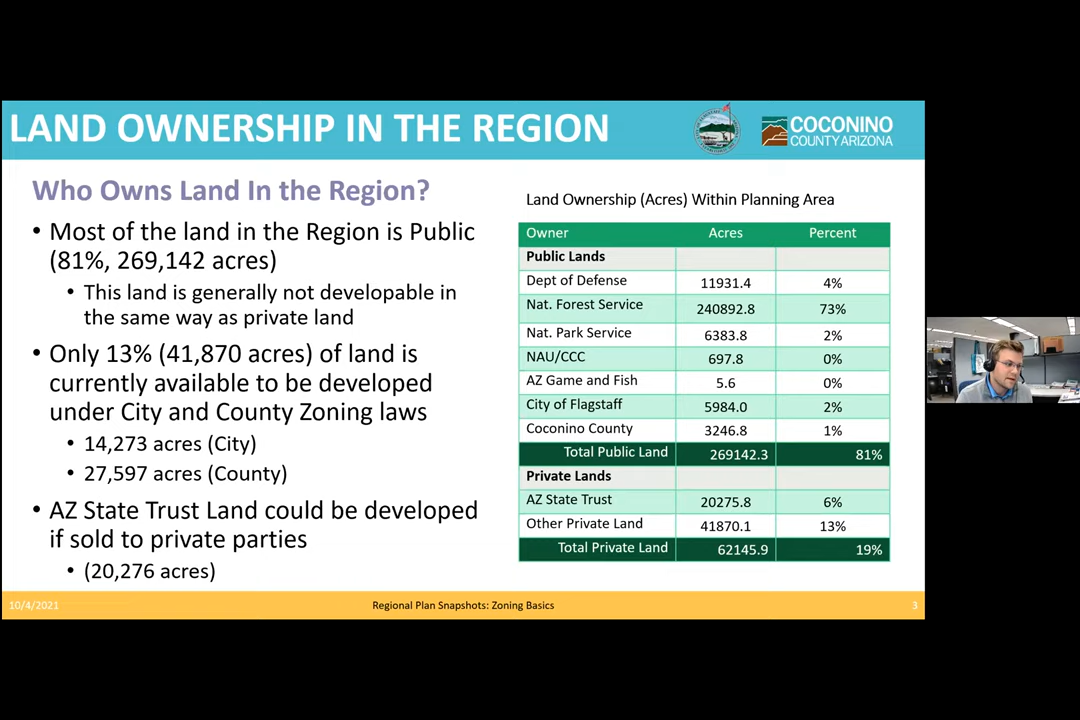 LAND OWNERSHIP IN THE REGION
COCONINO
COUNTY ARIZONA
Who Owns Land In the Region?
• Most of the land in the Region is Public
(81%, 269,142 acres)
• This land is generally not developable in
the same way as private land
• Only 13% (41,870 acres) of land is
currently available to be developed
under City and County Zoning laws
• 14,273 acres (City)
• 27,597 acres (County)
• AZ State Trust Land could be developed
if sold to private parties
• (20,276 acres)
Land Ownership (Acres) Within Planning Area
Owner Acres Percent
Public Lands
Dept of Defense 11931.4 4%
Nat. Forest Service 240892.8 73%
Nat. Park Service 6383.8 2%
NAU/CCC 697.8 0%
AZ Game and Fish 5.6 0%
City of Flagstaff 5984.0 2%
Coconino County 3246.8 1%
Total Public Land 269142.3 81%
Private Lands
AZ State Trust 20275.8 6%
Other Private Land 41870.1 13%
Total Private Land 62145.9 19%
10/4/2021 Regional Plan Snapshots: Zoning Basics 3